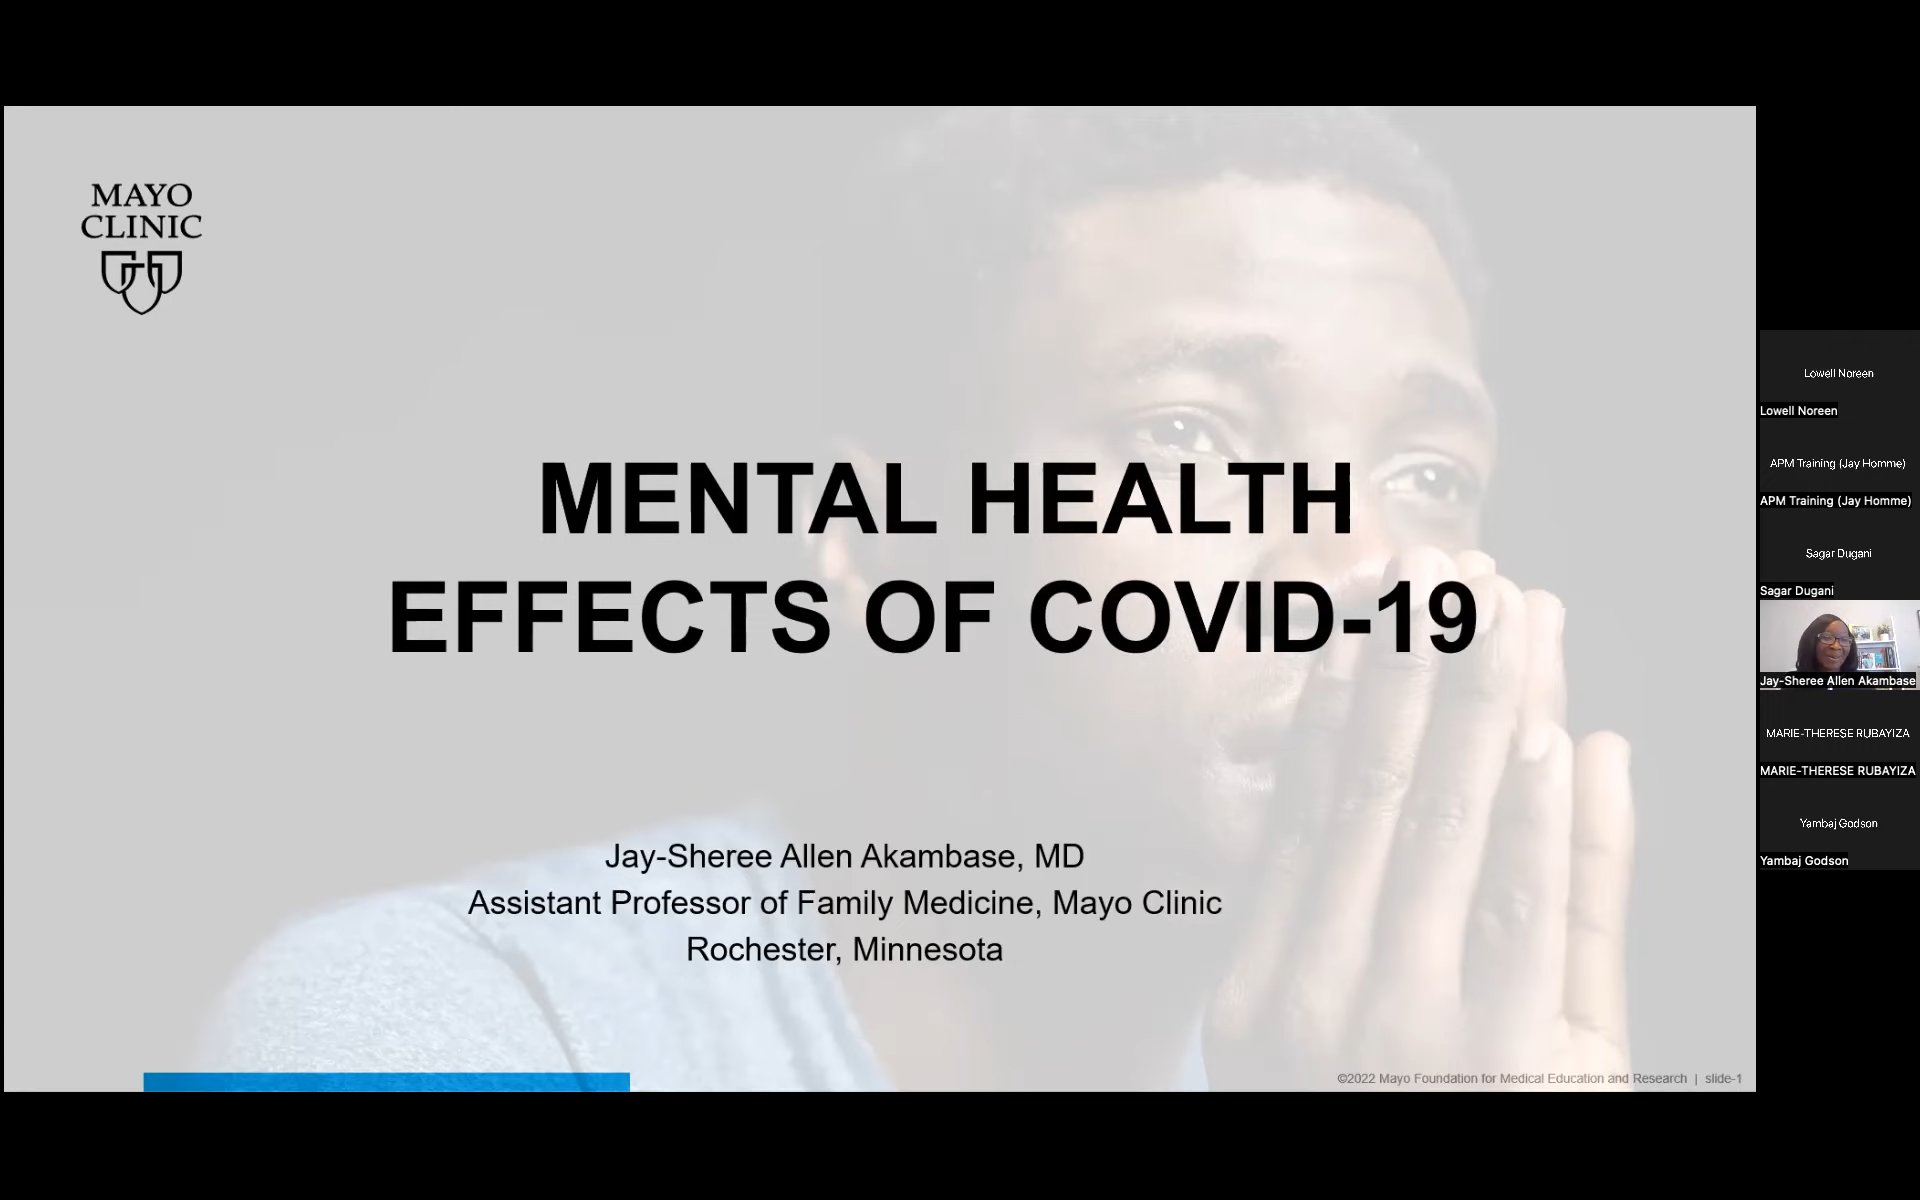 MAYO
CLINIC
MENTAL HEALTH
EFFECTS OF COVID-19
Jay-Sheree Allen Akambase, MD
Assistant Professor of Family Medicine, Mayo Clinic
Rochester, Minnesota
©2022 Mayo Foundation for Medical Education and Research | slide-1
Lowell Noreen
Lowell Noreen
APM Training (Jay Homme)
APM Training (Jay Homme)
Sagar Dugani
Sagar Dugani
Jay-Sheree Allen Akambase
MARIE-THERESE RUBAYIZA
MARIE-THERESE RUBAYIZA
Yambaj Godson
Yambaj Godson